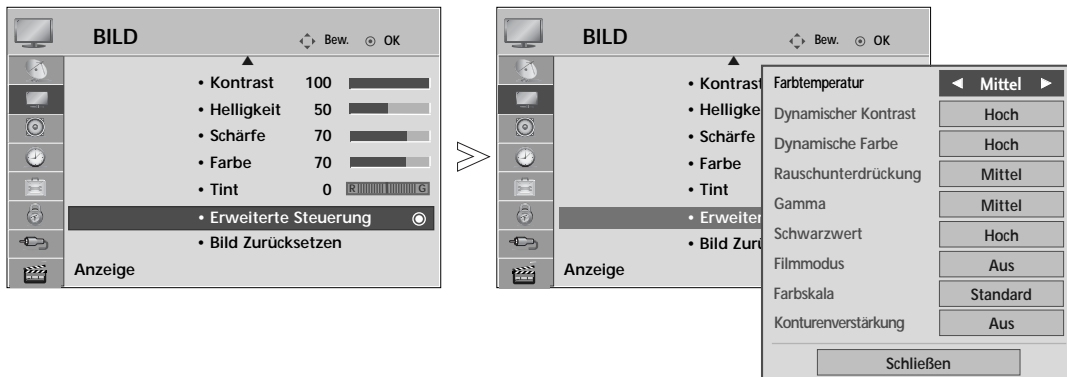 BILD
Bew. OK
• Kontrast 100
• Helligkeit 50
• Schärfe 70
• Farbe 70
• Tint 0 R G
• Erweiterte Steuerung
• Bild Zurücksetzen
Anzeige
BILD
Bew. OK
• Kontrast
• Helligke
• Schärfe
• Farbe
• Tint
• Erweiter
• Bild Zurü
Anzeige
Farbtemperatur ◄ Mittel ►
Dynamischer Kontrast Hoch
Dynamische Farbe Hoch
Rauschunterdrückung Mittel
Gamma Mittel
Schwarzwert Hoch
Filmmodus Aus
Farbskala Standard
Konturenverstärkung Aus
Schließen